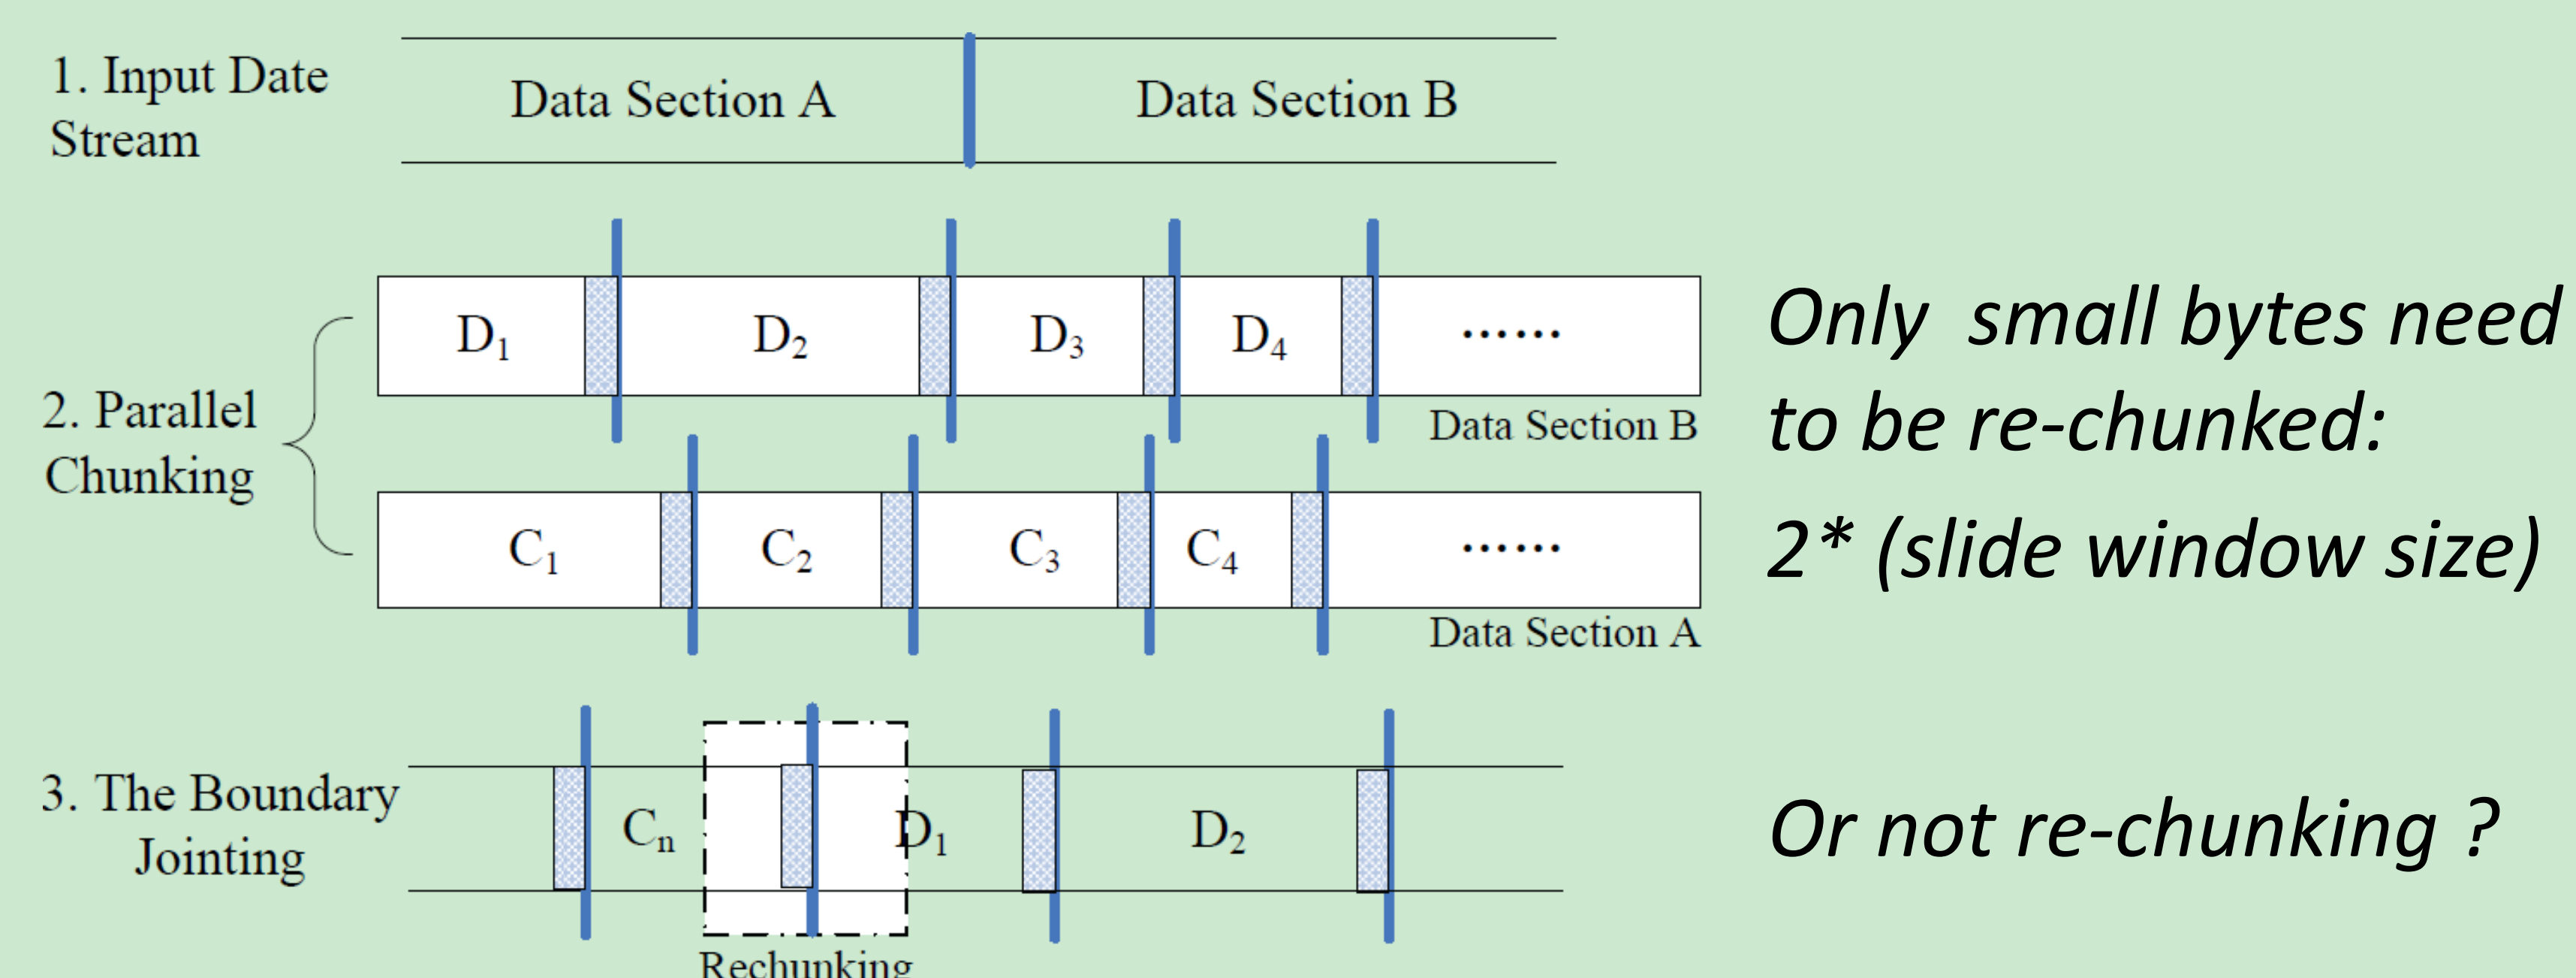 1. Input Date
Stream
Data Section A
Data Section B
2. Parallel
Chunking
D₁
D₂
D₃
D₄
······
Data Section B
C₁
C₂
C₃
C₄
······
Data Section A
Only small bytes need
to be re-chunked:
2* (slide window size)
3. The Boundary
Jointing
Cₙ
D₁
D₂
Rechunking
Or not re-chunking ?